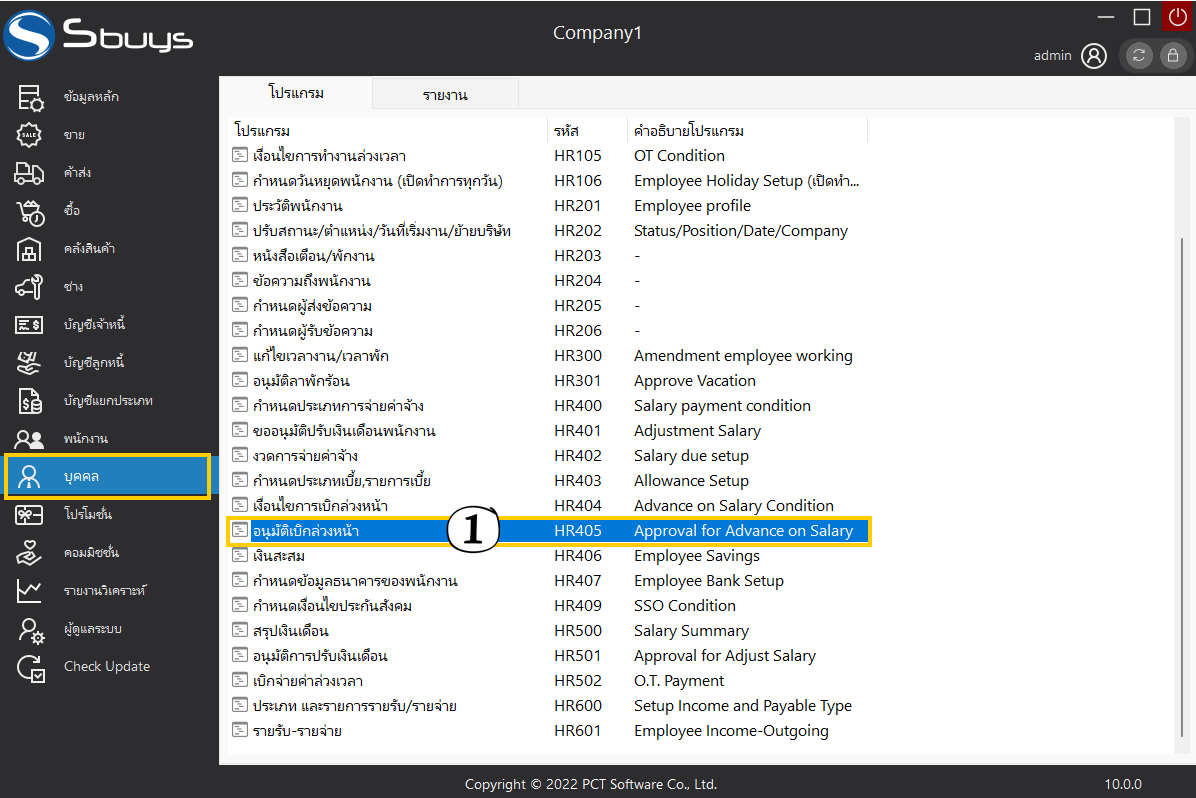 Sbuys
Company1
admin
ข้อมูลหลัก
ขาย
ค้าส่ง
ซื้อ
คลังสินค้า
ช่าง
บัญชีเจ้าหนี้
บัญชีลูกหนี้
บัญชีแยกประเภท
พนักงาน
บุคคล
โปรโมชั่น
คอมมิชชั่น
รายงานวิเคราะห์
ผู้ดูแลระบบ
Check Update
โปรแกรม รายงาน
โปรแกรม รหัส คำอธิบายโปรแกรม
เงื่อนไขการทำงานล่วงเวลา HR105 OT Condition
กำหนดวันหยุดพนักงาน (เปิดทำการทุกวัน) HR106 Employee Holiday Setup (เปิดทำ...
ประวัติพนักงาน HR201 Employee profile
ปรับสถานะ/ตำแหน่ง/วันที่เริ่มงาน/ย้ายบริษัท HR202 Status/Position/Date/Company
หนังสือเตือน/พักงาน HR203 -
ข้อความถึงพนักงาน HR204 -
กำหนดผู้ส่งข้อความ HR205 -
กำหนดผู้รับข้อความ HR206 -
แก้ไขเวลางาน/เวลาพัก HR300 Amendment employee working
อนุมัติลาพักร้อน HR301 Approve Vacation
กำหนดประเภทการจ่ายค่าจ้าง HR400 Salary payment condition
ขออนุมัติปรับเงินเดือนพนักงาน HR401 Adjustment Salary
งวดการจ่ายค่าจ้าง HR402 Salary due setup
กำหนดประเภทเบี้ย,รายการเบี้ย HR403 Allowance Setup
เงื่อนไขการเบิกล่วงหน้า HR404 Advance on Salary Condition
อนุมัติเบิกล่วงหน้า 1 HR405 Approval for Advance on Salary
เงินสะสม HR406 Employee Savings
กำหนดข้อมูลธนาคารของพนักงาน HR407 Employee Bank Setup
กำหนดเงื่อนไขประกันสังคม HR409 SSO Condition
สรุปเงินเดือน HR500 Salary Summary
อนุมัติการปรับเงินเดือน HR501 Approval for Adjust Salary
เบิกจ่ายค่าล่วงเวลา HR502 O.T. Payment
ประเภท และรายการรายรับ/รายจ่าย HR600 Setup Income and Payable Type
รายรับ-รายจ่าย HR601 Employee Income-Outgoing
Copyright © 2022 PCT Software Co., Ltd. 10.0.0